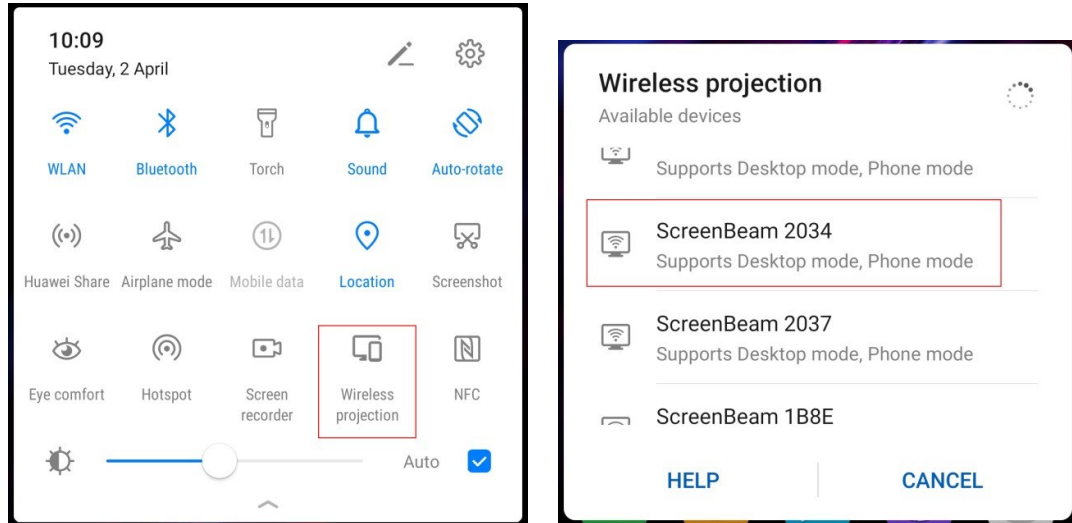 10:09
Tuesday, 2 April
WLAN
Bluetooth
Torch
Sound
Auto-rotate
Huawei Share
Airplane mode
Mobile data
Location
Screenshot
Eye comfort
Hotspot
Screen
recorder
Wireless
projection
NFC
Auto
Wireless projection
Available devices
Supports Desktop mode, Phone mode
ScreenBeam 2034
Supports Desktop mode, Phone mode
ScreenBeam 2037
Supports Desktop mode, Phone mode
ScreenBeam 1B8E
HELP
CANCEL